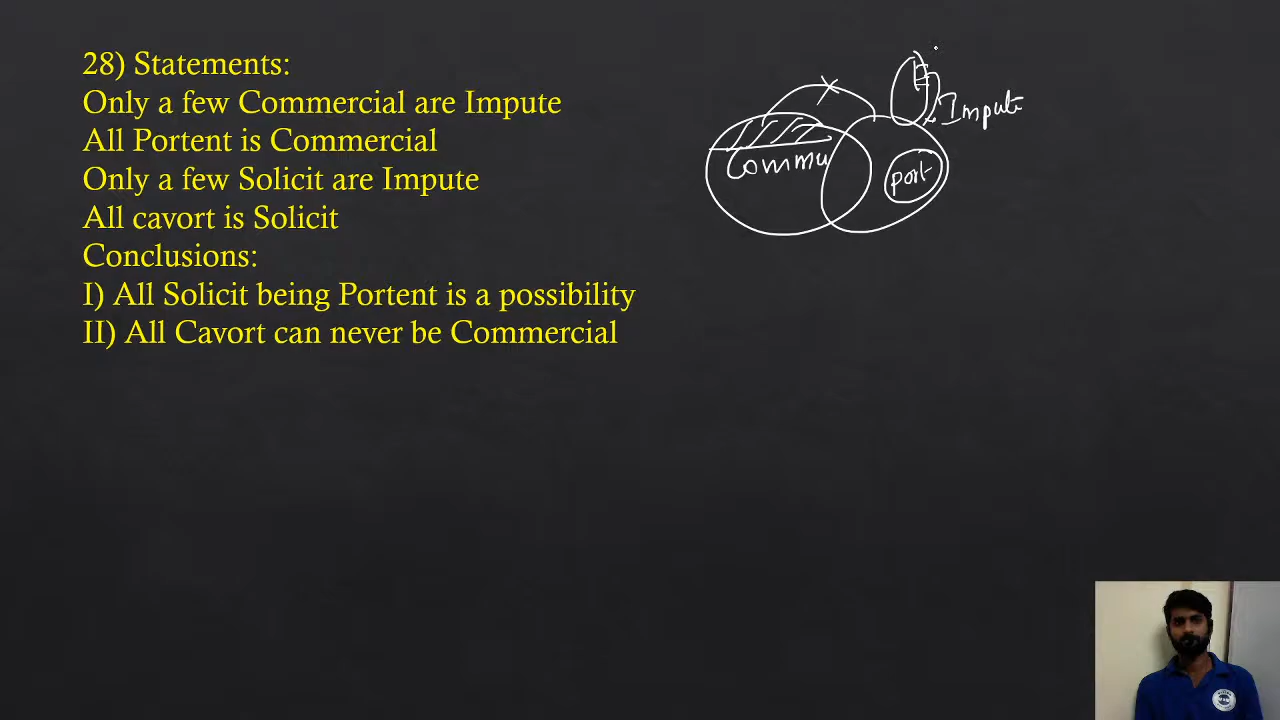 28) Statements:
Only a few Commercial are Impute
All Portent is Commercial
Only a few Solicit are Impute
All cavort is Solicit
Conclusions:
I) All Solicit being Portent is a possibility
II) All Cavort can never be Commercial
Impute
Commu
port